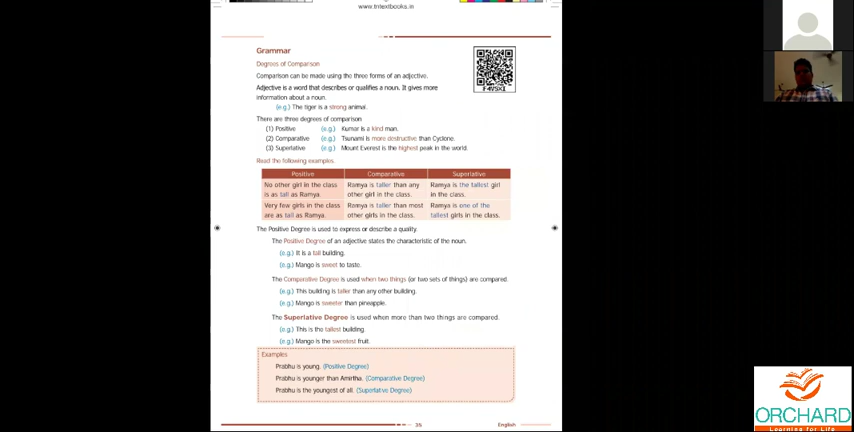 www.tntextbooks.in
Grammar
Degrees of Comparison
Comparison can be made using the three forms of an adjective.
Adjective is a word that describes or qualifies a noun. It gives more
information about a noun.
(e.g.) The tiger is a strong animal.
F4V5X1
There are three degrees of comparison
(1) Positive (e.g.) Kumar is a kind man.
(2) Comparative (e.g.) Tsunami is more destructive than Cyclone.
(3) Superlative (e.g.) Mount Everest is the highest peak in the world.
Read the following examples.
Positive Comparative Superlative
No other girl in the class Ramya is taller than any Ramya is the tallest girl
is as tall as Ramya. other girl in the class. in the class.
Very few girls in the class Ramya is taller than most Ramya is one of the
are as tall as Ramya. other girls in the class. tallest girls in the class.
The Positive Degree is used to express or describe a quality.
The Positive Degree of an adjective states the characteristic of the noun.
(e.g.) It is a tall building.
(e.g.) Mango is sweet to taste.
The Comparative Degree is used when two things (or two sets of things) are compared.
(e.g.) This building is taller than any other building.
(e.g.) Mango is sweeter than pineapple.
The Superlative Degree is used when more than two things are compared.
(e.g.) This is the tallest building.
(e.g.) Mango is the sweetest fruit.
Examples
Prabhu is young. (Positive Degree)
Prabhu is younger than Amirtha. (Comparative Degree)
Prabhu is the youngest of all. (Superlative Degree)
36 English
ORCHARD
Learning for Life